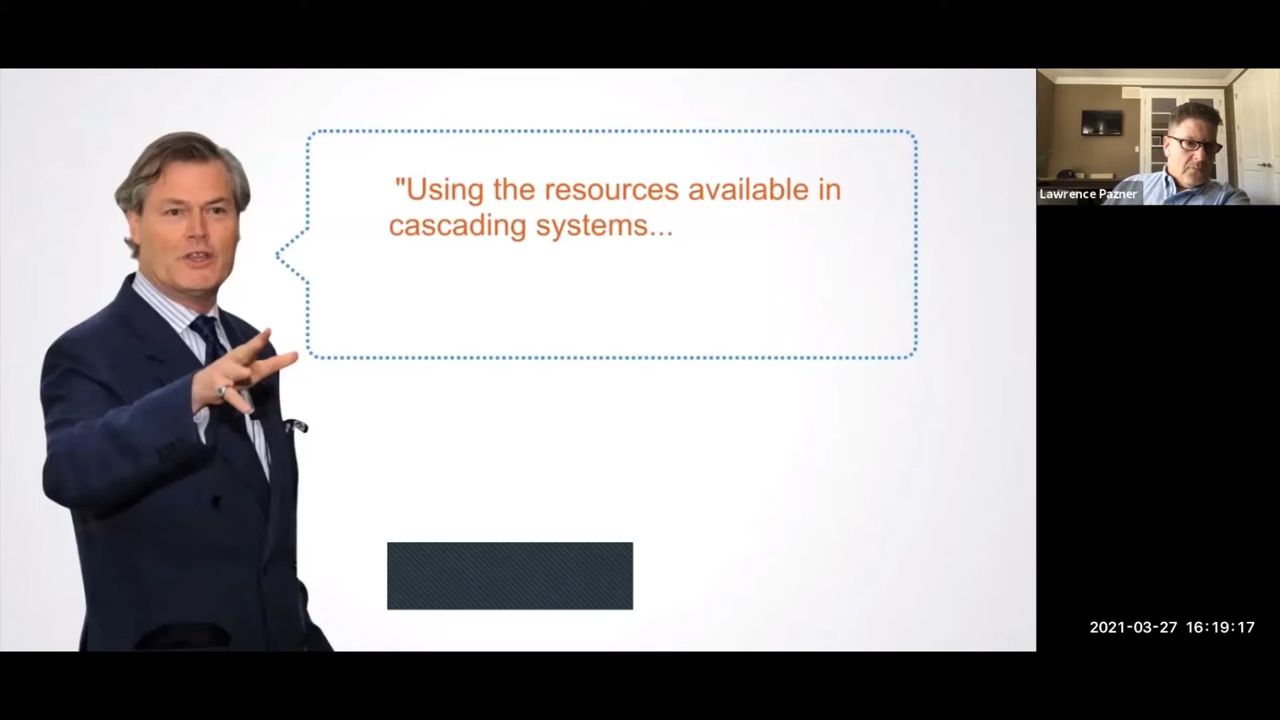 "Using the resources available in
cascading systems...
Lawrence Pazner
2021-03-27 16:19:17